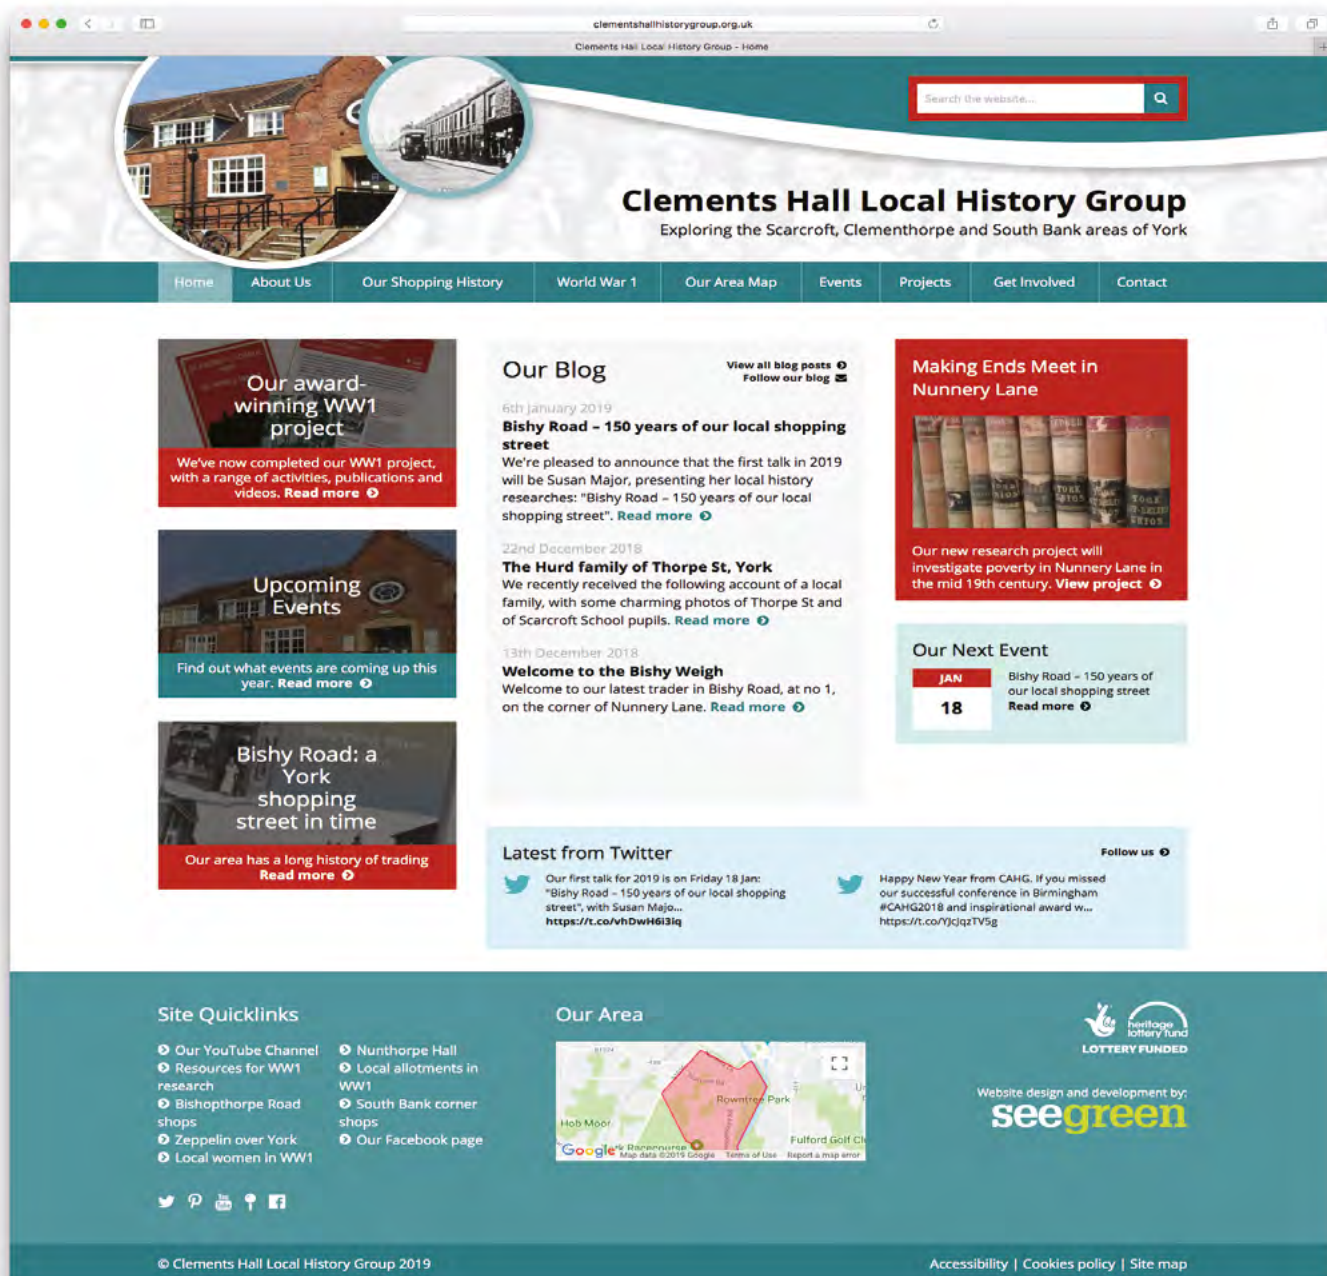 clementshallhistorygroup.org.uk
Clements Hall Local History Group - Home
Search the website...
Clements Hall Local History Group
Exploring the Scarcroft, Clementhorpe and South Bank areas of York
Home
About Us
Our Shopping History
World War 1
Our Area Map
Events
Projects
Get Involved
Contact
Our award-
winning WW1
project
We've now completed our WW1 project,
with a range of activities, publications and
videos. Read more
Upcoming
Events
Find out what events are coming up this
year. Read more
Bishy Road: a
York
shopping
street in time
Our area has a long history of trading
Read more
Our Blog
View all blog posts
Follow our blog
6th January 2019
Bishy Road – 150 years of our local shopping
street
We're pleased to announce that the first talk in 2019
will be Susan Major, presenting her local history
researches: "Bishy Road – 150 years of our local
shopping street". Read more
22nd December 2018
The Hurd family of Thorpe St, York
We recently received the following account of a local
family, with some charming photos of Thorpe St and
of Scarcroft School pupils. Read more
13th December 2018
Welcome to the Bishy Weigh
Welcome to our latest trader in Bishy Road, at no 1,
on the corner of Nunnery Lane. Read more
Making Ends Meet in
Nunnery Lane
YORK
UNION
Our new research project will
investigate poverty in Nunnery Lane in
the mid 19th century. View project
Our Next Event
JAN
18
Bishy Road – 150 years of
our local shopping street
Read more
Latest from Twitter
Follow us
Our first talk for 2019 is on Friday 18 Jan:
"Bishy Road – 150 years of our local shopping
street", with Susan Majo...
https://t.co/vhDwH6i3iq
Happy New Year from CAHG. If you missed
our successful conference in Birmingham
#CAHG2018 and inspirational award w...
https://t.co/YJcJqzTV5g
Site Quicklinks
Our YouTube Channel
Resources for WW1
research
Bishopthorpe Road
shops
Zeppelin over York
Local women in WW1
Nunthorpe Hall
Local allotments in
WW1
South Bank corner
shops
Our Facebook page
Our Area
Rowntree Park
Hob Moor
Fulford Golf Cl
Racecourse
Google
Map data ©2019 Google
Terms of Use
Report a map error
heritage
lottery fund
LOTTERY FUNDED
Website design and development by:
seegreen
© Clements Hall Local History Group 2019
Accessibility | Cookies policy | Site map